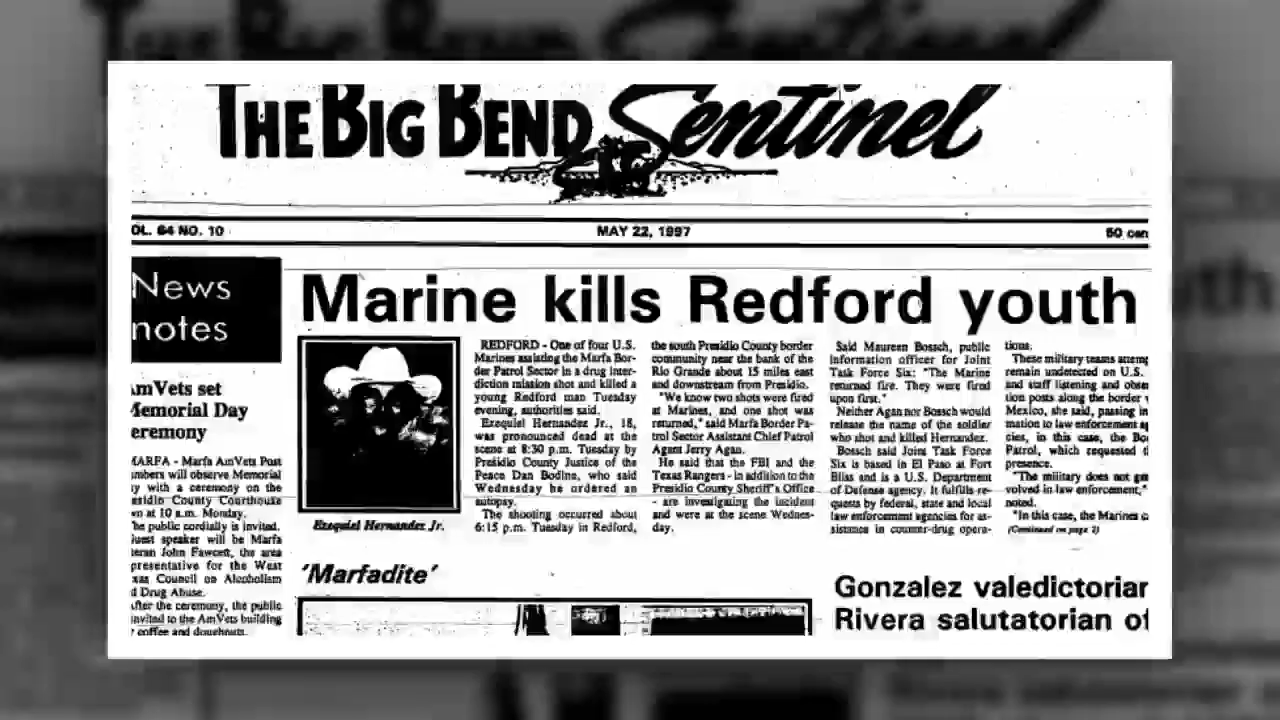 THE BIG BEND Sentinel
OL. 64 NO. 10
MAY 22, 1997
50 cen
News
notes
AmVets set
Memorial Day
eremony
MARFA - Marfa AmVets Post
mbers will observe Memorial
y with a ceremony on the
esidio County Courthouse
wn at 10 a.m. Monday.
he public cordially is invited.
uest speaker will be Marfa
teran John Fawcett, the area
presentative for the West
xas Council on Alcoholism
d Drug Abuse.
After the ceremony, the public
invited to the AmVets building
r coffee and doughnuts.
Marine kills Redford youth
Ezequiel Hernandez Jr.
REDFORD - One of four U.S.
Marines assisting the Marfa Bor-
der Patrol Sector in a drug inter-
diction mission shot and killed a
young Redford man Tuesday
evening, authorities said.
Ezequiel Hernandez Jr., 18,
was pronounced dead at the
scene at 8:30 p.m. Tuesday by
Presidio County Justice of the
Peace Dan Bodine, who said
Wednesday he ordered an
autopsy.
The shooting occurred about
6:15 p.m. Tuesday in Redford,
the south Presidio County border
community near the bank of the
Rio Grande about 15 miles east
and downstream from Presidio.
"We know two shots were fired
at Marines, and one shot was
returned," said Marfa Border Pa-
trol Sector Assistant Chief Patrol
Agent Jerry Agan.
He said that the FBI and the
Texas Rangers - in addition to the
Presidio County Sheriff's Office
- are investigating the incident
and were at the scene Wednes-
day.
Said Maureen Bossch, public
information officer for Joint
Task Force Six: "The Marine
returned fire. They were fired
upon first."
Neither Agan nor Bossch would
release the name of the soldier
who shot and killed Hernandez.
Bossch said Joint Task Force
Six is based in El Paso at Fort
Bliss and is a U.S. Department
of Defense agency. It fulfills re-
quests by federal, state and local
law enforcement agencies for as-
sistance in counter-drug opera-
tions.
These military teams attemp
remain undetected on U.S.
and staff listening and obse
tion posts along the border
Mexico, she said, passing in
mation to law enforcement ag
cies, in this case, the Bo
Patrol, which requested t
presence.
"The military does not get
volved in law enforcement,"
noted.
"In this case, the Marines
(Continued on page 2)
'Marfadite'
Gonzalez valedictorian
Rivera salutatorian of